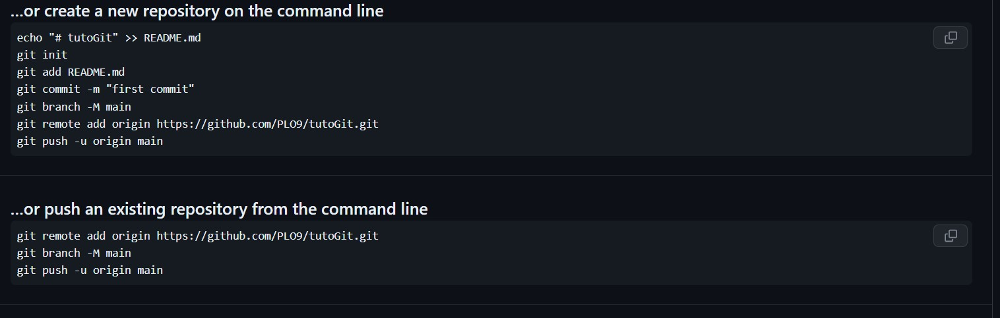 ...or create a new repository on the command line
echo "# tutoGit" >> README.md
git init
git add README.md
git commit -m "first commit"
git branch -M main
git remote add origin https://github.com/PLO9/tutoGit.git
git push -u origin main
...or push an existing repository from the command line
git remote add origin https://github.com/PLO9/tutoGit.git
git branch -M main
git push -u origin main